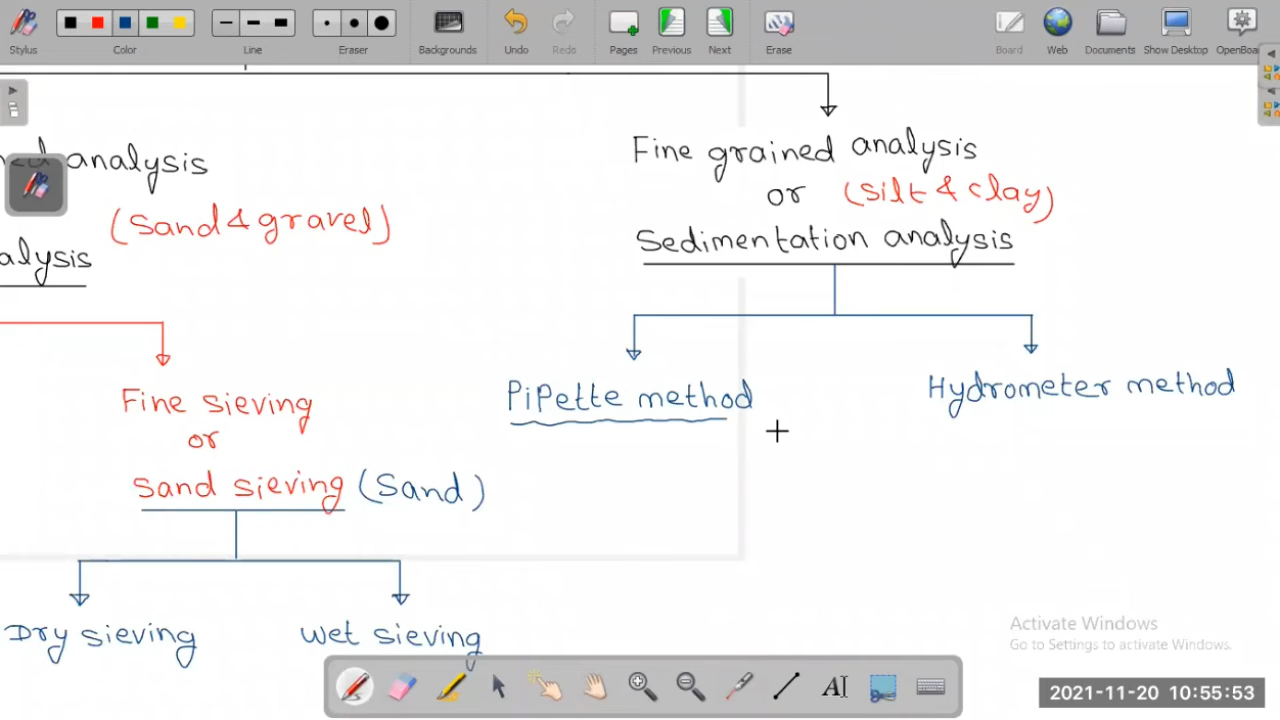 Stylus
Color
Line
Eraser
Backgrounds
Undo
Redo
Pages
Previous
Next
Erase
Board
Web
Documents
Show Desktop
OpenBoa
analysis
(Sand & gravel)
alysis
Fine grained analysis
or (silt & clay)
Sedimentation analysis
Fine sieving
or
Sand sieving (Sand)
PiPette method
Hydrometer method
Dry sieving
Wet sieving
Activate Windows
Go to Settings to activate Windows.
2021-11-20 10:55:53